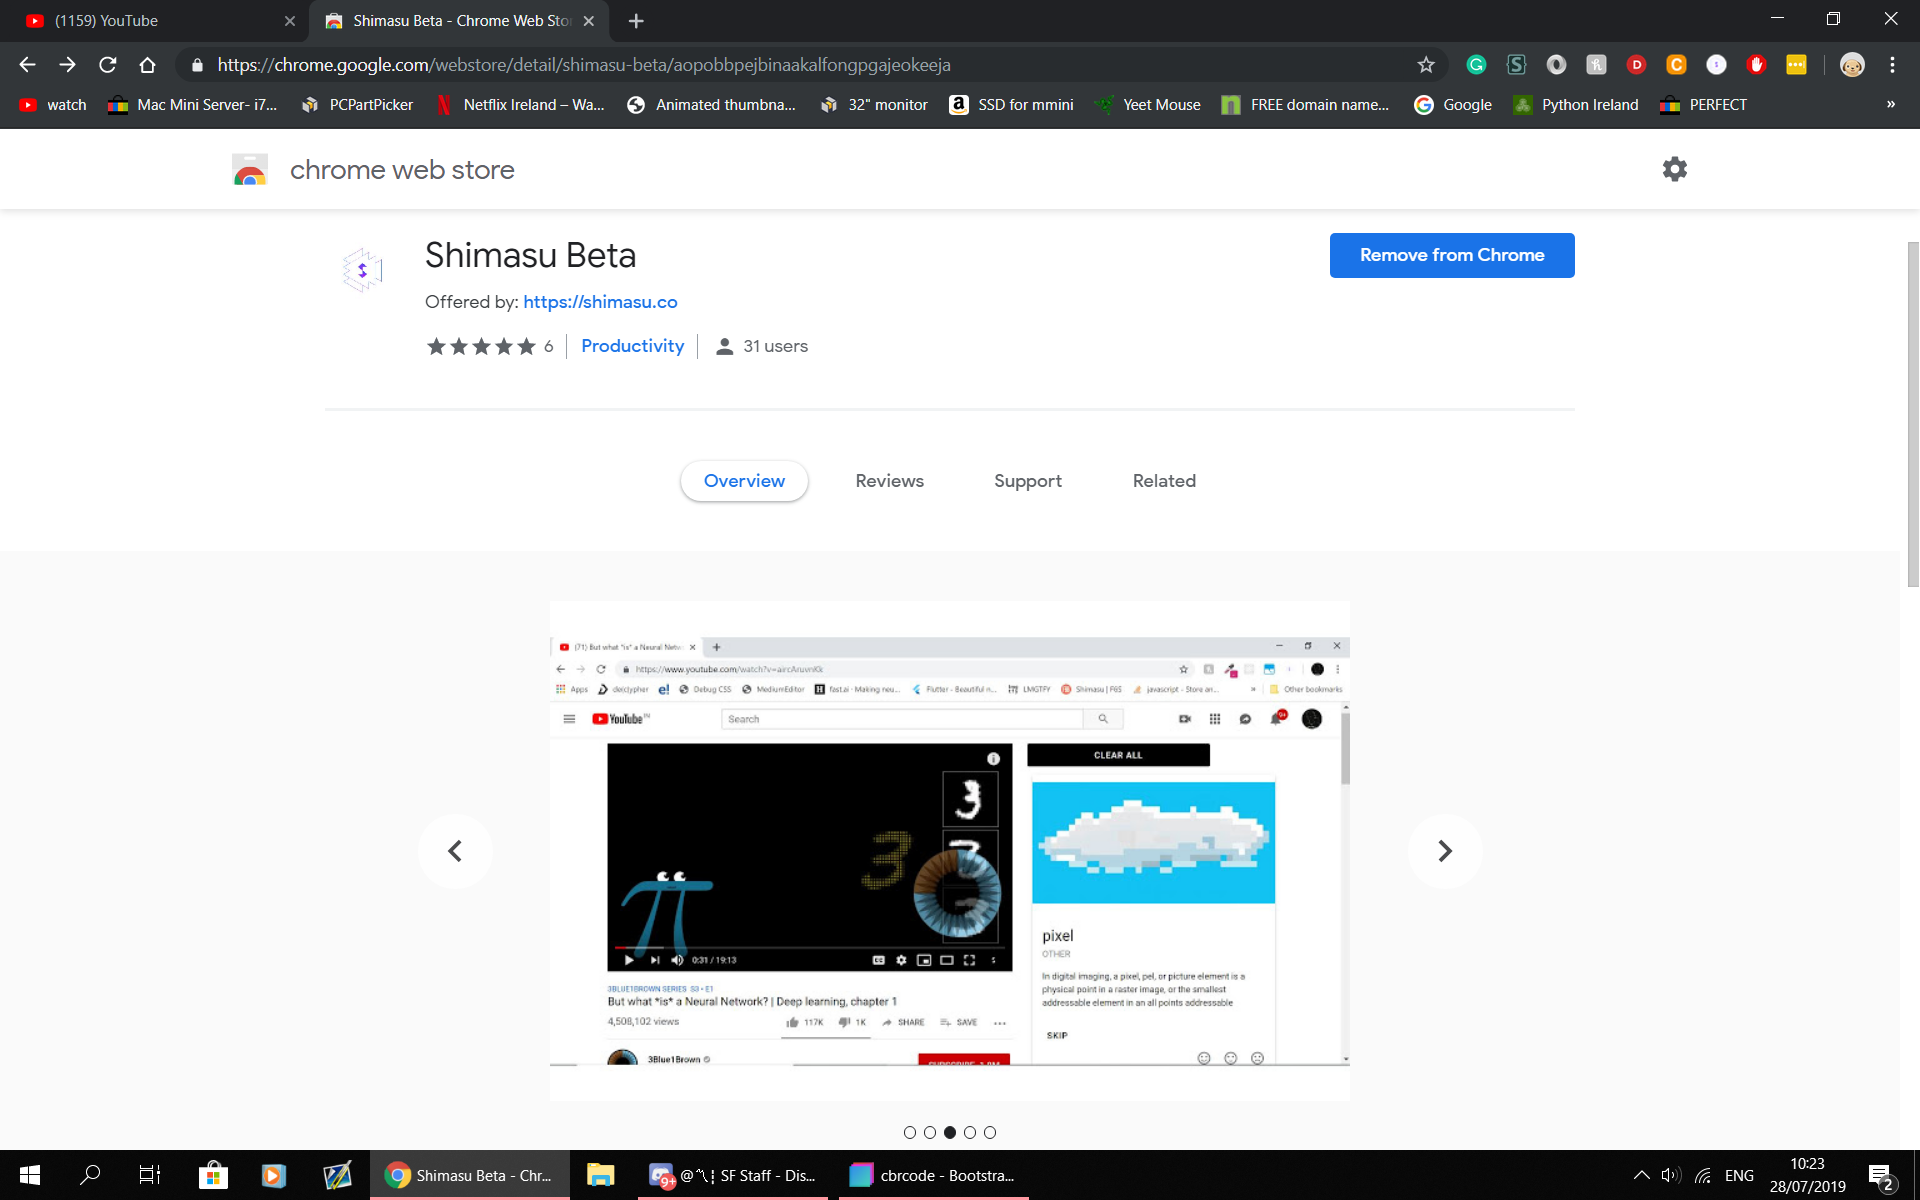 (1159) YouTube
Shimasu Beta - Chrome Web Sto
https://chrome.google.com/webstore/detail/shimasu-beta/aopobbpejbinaakalfongpgajeokeeja
watch
Mac Mini Server- i7...
PCPartPicker
Netflix Ireland – Wa...
Animated thumbna...
32" monitor
SSD for mmini
Yeet Mouse
FREE domain name...
Google
Python Ireland
PERFECT
»
chrome web store
Shimasu Beta
Remove from Chrome
Offered by: https://shimasu.co
6
Productivity
31 users
Overview
Reviews
Support
Related
(71) But what *is* a Neural Netw
https://www.youtube.com/watch?v=aircAruvnKk
Apps
de(c)ypher
Debug CSS
MediumEditor
fast.ai - Making neu...
Flutter - Beautiful n...
LMGTFY
Shimasu | F6S
javascript - Store an...
»
Other bookmarks
YouTube IN
Search
9+
CLEAR ALL
3
3
0:31 / 19:13
pixel
OTHER
In digital imaging, a pixel, pel, or picture element is a
physical point in a raster image, or the smallest
addressable element in an all points addressable
SKIP
3BLUE1BROWN SERIES S3 • E1
But what *is* a Neural Network? | Deep learning, chapter 1
4,508,102 views
117K
1K
SHARE
SAVE
3Blue1Brown
Shimasu Beta - Chr...
9+
SF Staff - Dis...
cbrcode - Bootstra...
ENG
10:23
28/07/2019
2